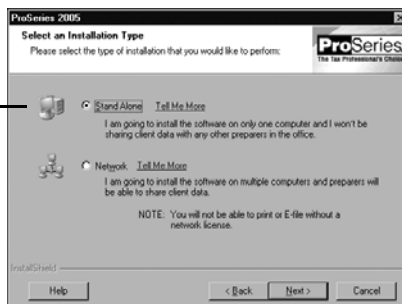 ProSeries 2005
Select an Installation Type
Please select the type of installation that you would like to perform:
ProSeries
The Tax Professional's Choice
Stand Alone Tell Me More
I am going to install the software on only one computer and I won't be
sharing client data with any other preparers in the office.
Network Tell Me More
I am going to install the software on multiple computers and preparers will
be able to share client data.
NOTE: You will not be able to print or E-file without a
network license.
InstallShield
Help
< Back
Next >
Cancel